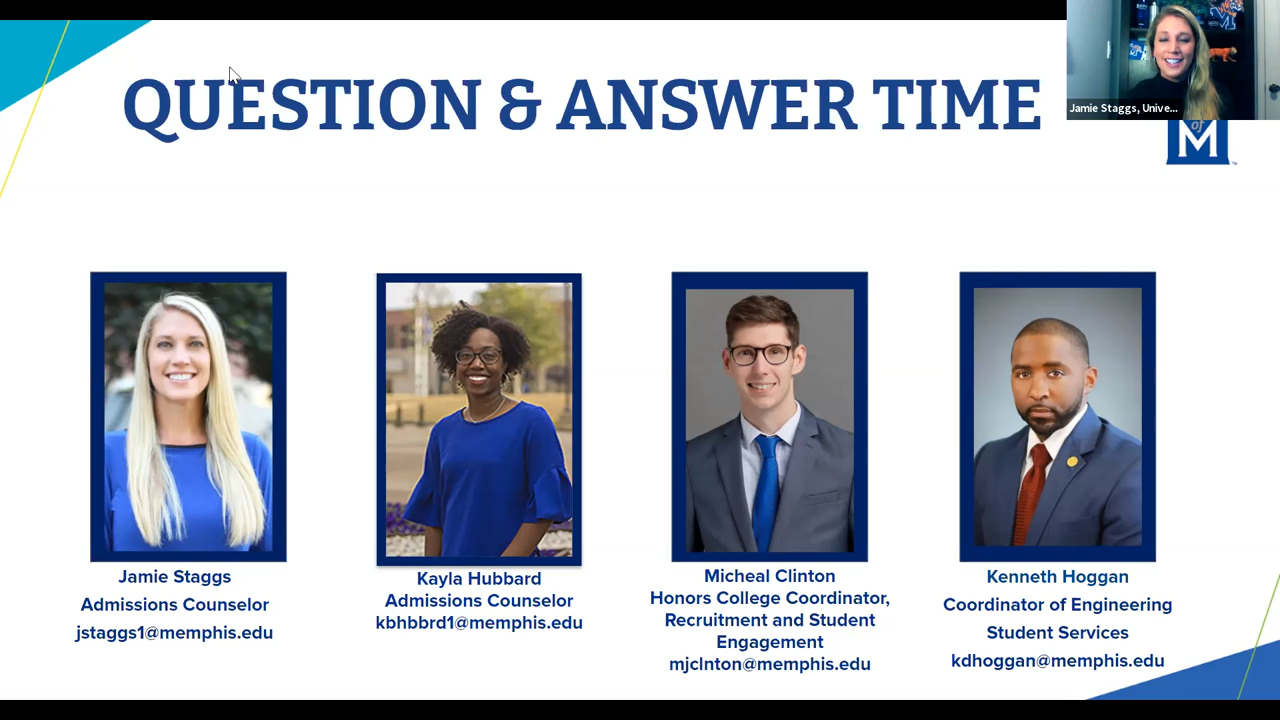 QUESTION & ANSWER TIME
Jamie Staggs, Unive...
of
M
Jamie Staggs
Admissions Counselor
jstaggs1@memphis.edu
Kayla Hubbard
Admissions Counselor
kbhbbrd1@memphis.edu
Micheal Clinton
Honors College Coordinator,
Recruitment and Student
Engagement
mjclnton@memphis.edu
Kenneth Hoggan
Coordinator of Engineering
Student Services
kdhoggan@memphis.edu